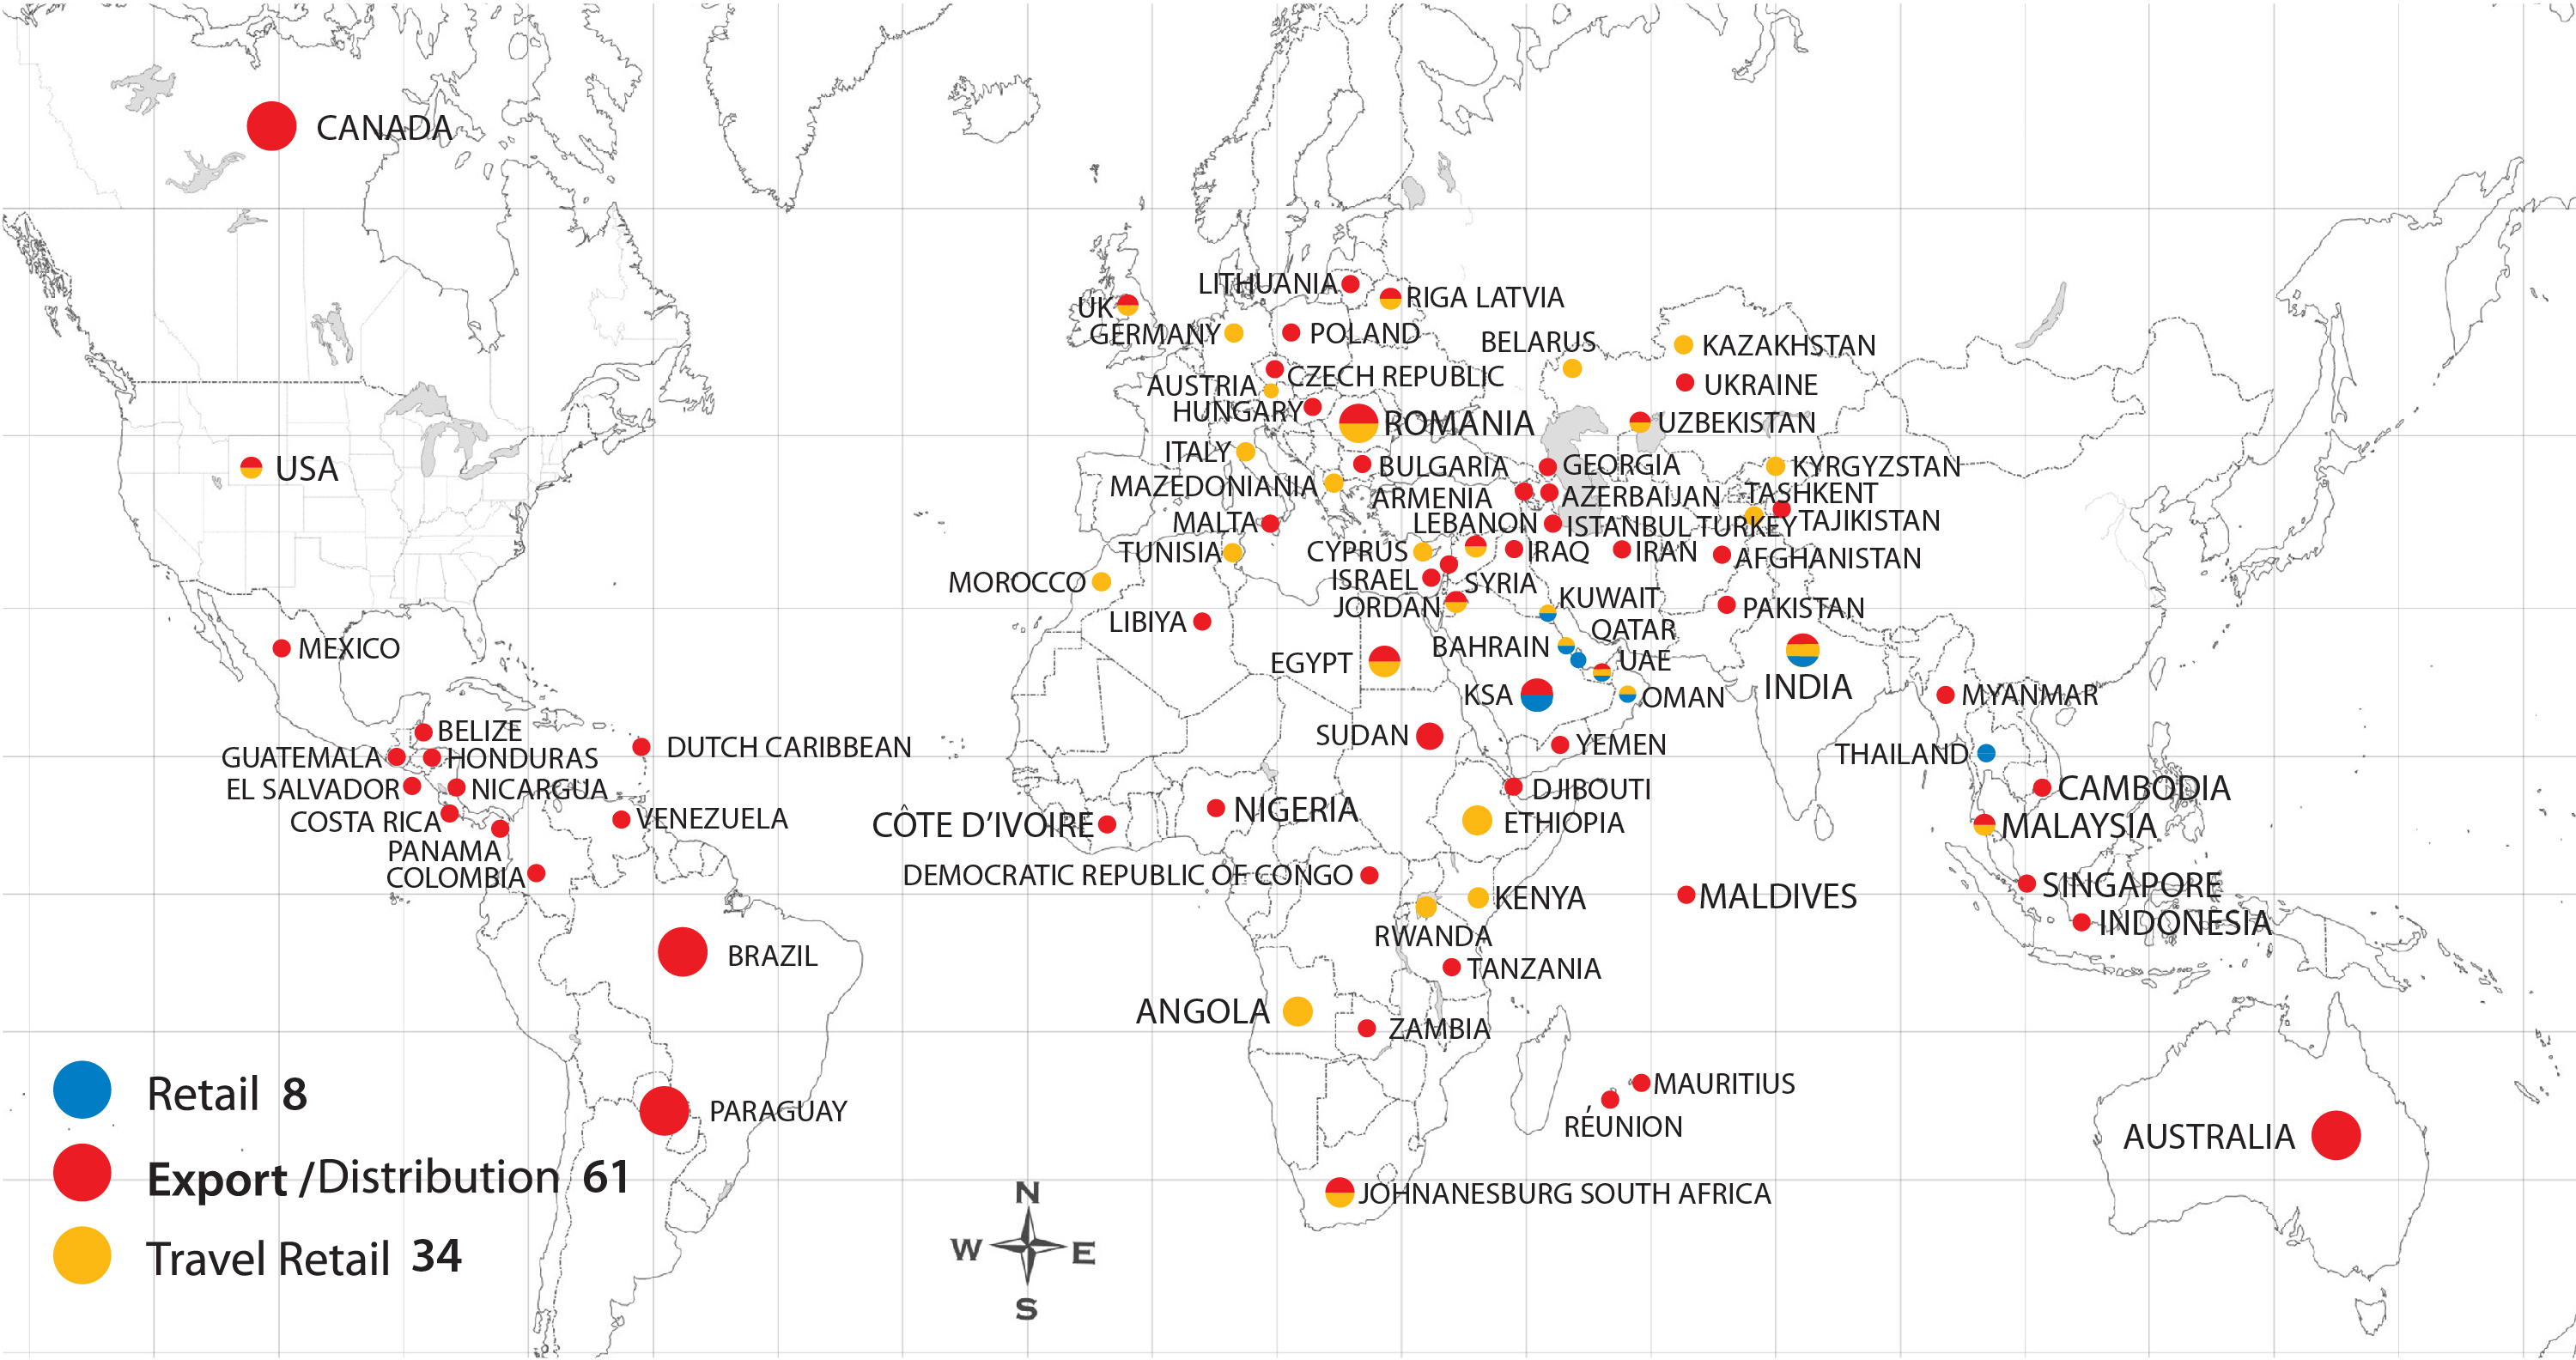 CANADA
LITHUANIA
RIGA LATVIA
UK
GERMANY
POLAND
BELARUS
KAZAKHSTAN
AUSTRIA
CZECH REPUBLIC
UKRAINE
HUNGARY
ROMANIA
UZBEKISTAN
ITALY
BULGARIA
GEORGIA
KYRGYZSTAN
USA
MAZEDONIANIA
ARMENIA
AZERBAIJAN
TASHKENT
MALTA
LEBANON
ISTANBUL TURKEY
TAJIKISTAN
TUNISIA
CYPRUS
IRAQ
IRAN
AFGHANISTAN
MOROCCO
ISRAEL
SYRIA
JORDAN
KUWAIT
PAKISTAN
LIBIYA
QATAR
MEXICO
BAHRAIN
EGYPT
UAE
INDIA
KSA
OMAN
MYANMAR
BELIZE
SUDAN
YEMEN
DUTCH CARIBBEAN
GUATEMALA
HONDURAS
THAILAND
EL SALVADOR
NICARGUA
DJIBOUTI
CAMBODIA
COSTA RICA
VENEZUELA
CÔTE D’IVOIRE
NIGERIA
ETHIOPIA
MALAYSIA
PANAMA
COLOMBIA
DEMOCRATIC REPUBLIC OF CONGO
KENYA
MALDIVES
SINGAPORE
INDONESIA
RWANDA
BRAZIL
TANZANIA
ANGOLA
ZAMBIA
MAURITIUS
RÉUNION
PARAGUAY
AUSTRALIA
JOHNANESBURG SOUTH AFRICA
Retail 8
Export /Distribution 61
Travel Retail 34
N
W E
S